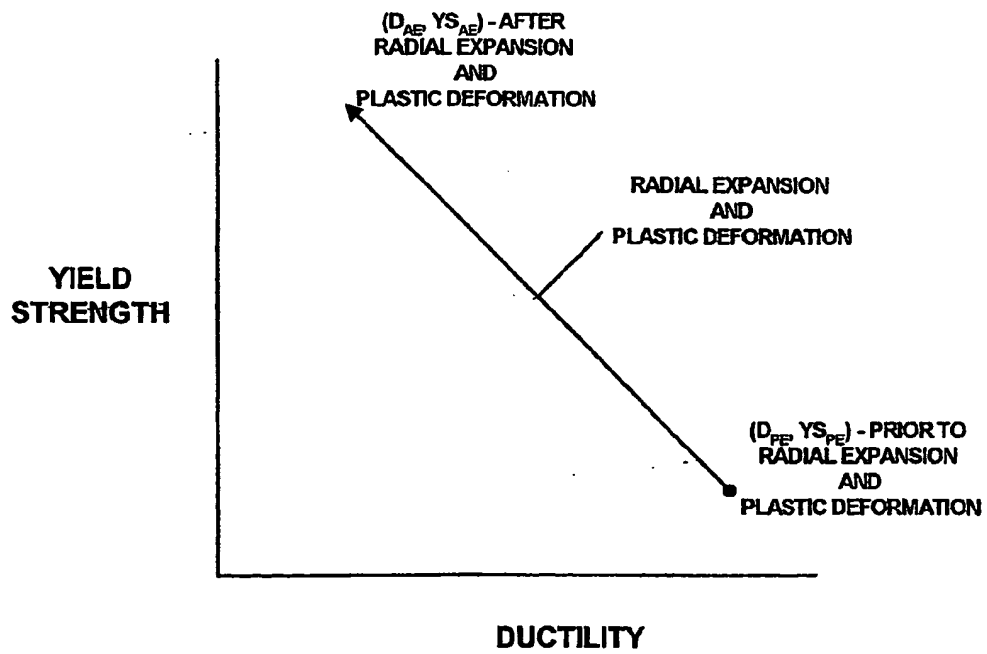 (D_AE, YS_AE) - AFTER
RADIAL EXPANSION
AND
PLASTIC DEFORMATION
RADIAL EXPANSION
AND
PLASTIC DEFORMATION
YIELD
STRENGTH
(D_PE, YS_PE) - PRIOR TO
RADIAL EXPANSION
AND
PLASTIC DEFORMATION
DUCTILITY